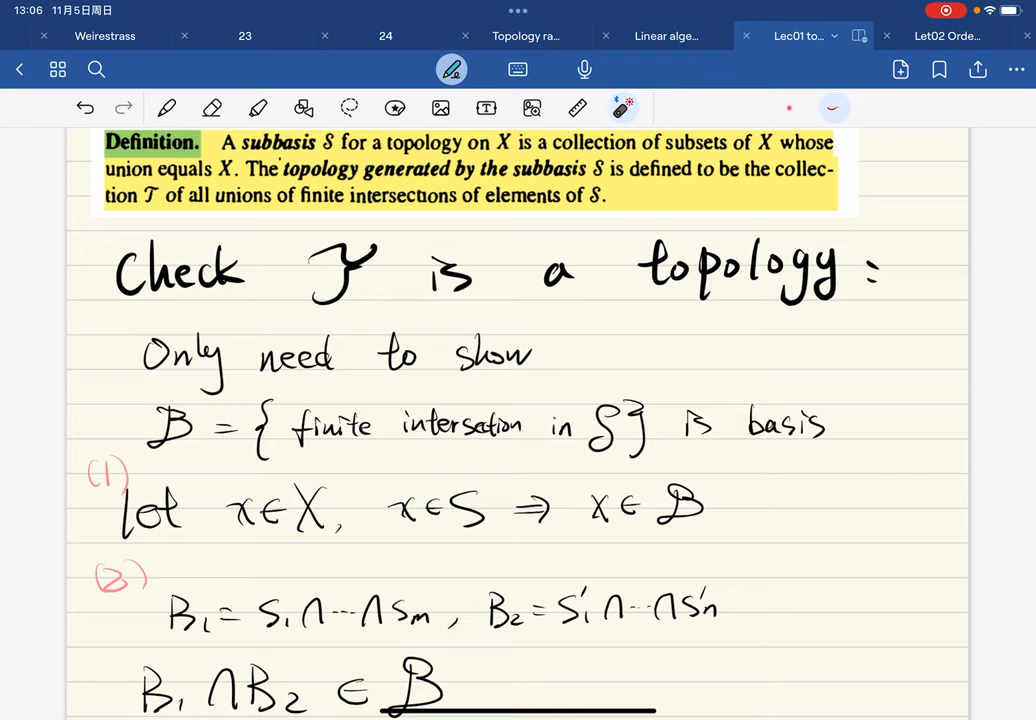 13:06 11月5日周日
Weirestrass 23 24 Topology ra... Linear alge... Lec01 to... Let02 Orde...
Definition. A subbasis S for a topology on X is a collection of subsets of X whose
union equals X. The topology generated by the subbasis S is defined to be the collec-
tion T of all unions of finite intersections of elements of S.
Check T is a topology:
Only need to show
B = { finite intersection in S } is basis
(1)
let x∈X, x∈S ⇒ x∈B
(2)
B₁ = S₁∩···∩Sm, B₂ = S'₁∩···∩S'n
B₁∩B₂ ∈ B